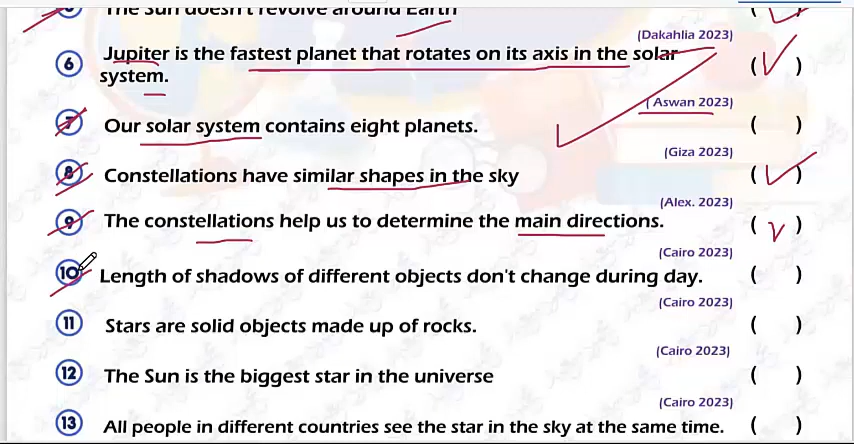 5 The Sun doesn't revolve around Earth ( )
(Dakahlia 2023)
6 Jupiter is the fastest planet that rotates on its axis in the solar ( )
system.
(Aswan 2023)
7 Our solar system contains eight planets. ( )
(Giza 2023)
8 Constellations have similar shapes in the sky ( )
(Alex. 2023)
9 The constellations help us to determine the main directions. ( )
(Cairo 2023)
10 Length of shadows of different objects don't change during day. ( )
(Cairo 2023)
11 Stars are solid objects made up of rocks. ( )
(Cairo 2023)
12 The Sun is the biggest star in the universe ( )
(Cairo 2023)
13 All people in different countries see the star in the sky at the same time. ( )